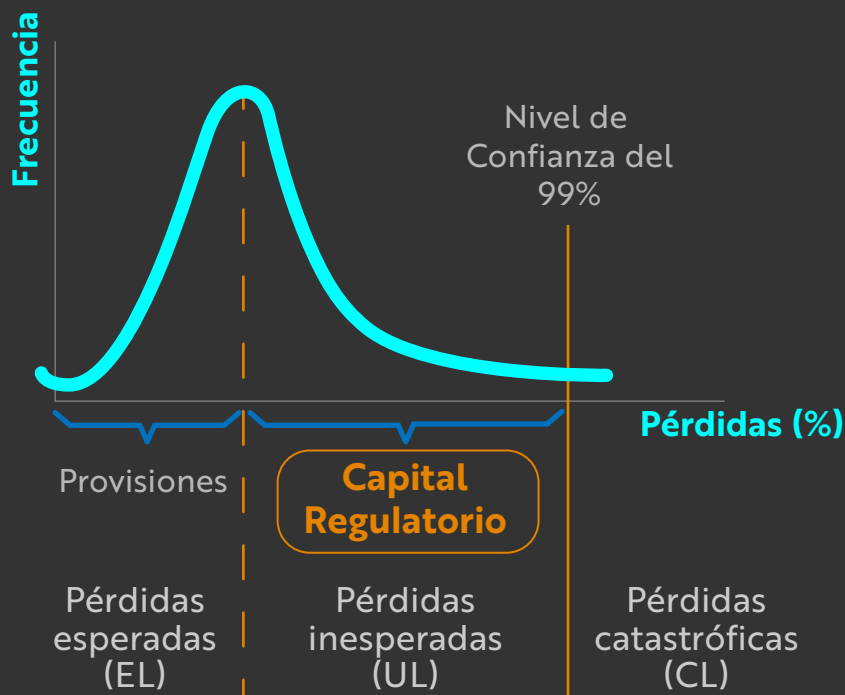 Frecuencia
Nivel de
Confianza del
99%
Pérdidas (%)
Provisiones
Capital
Regulatorio
Pérdidas
esperadas
(EL)
Pérdidas
inesperadas
(UL)
Pérdidas
catastróficas
(CL)